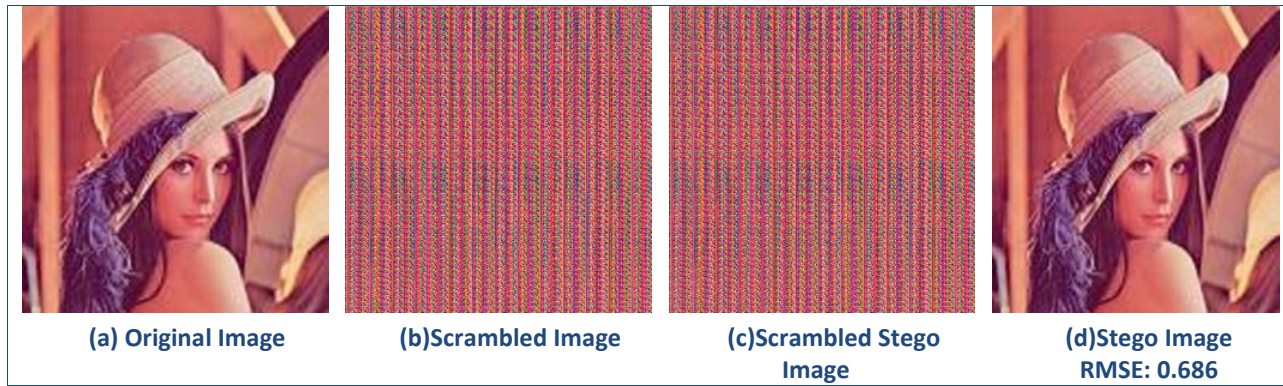 (a) Original Image
(b)Scrambled Image
(c)Scrambled Stego
Image
(d)Stego Image
RMSE: 0.686